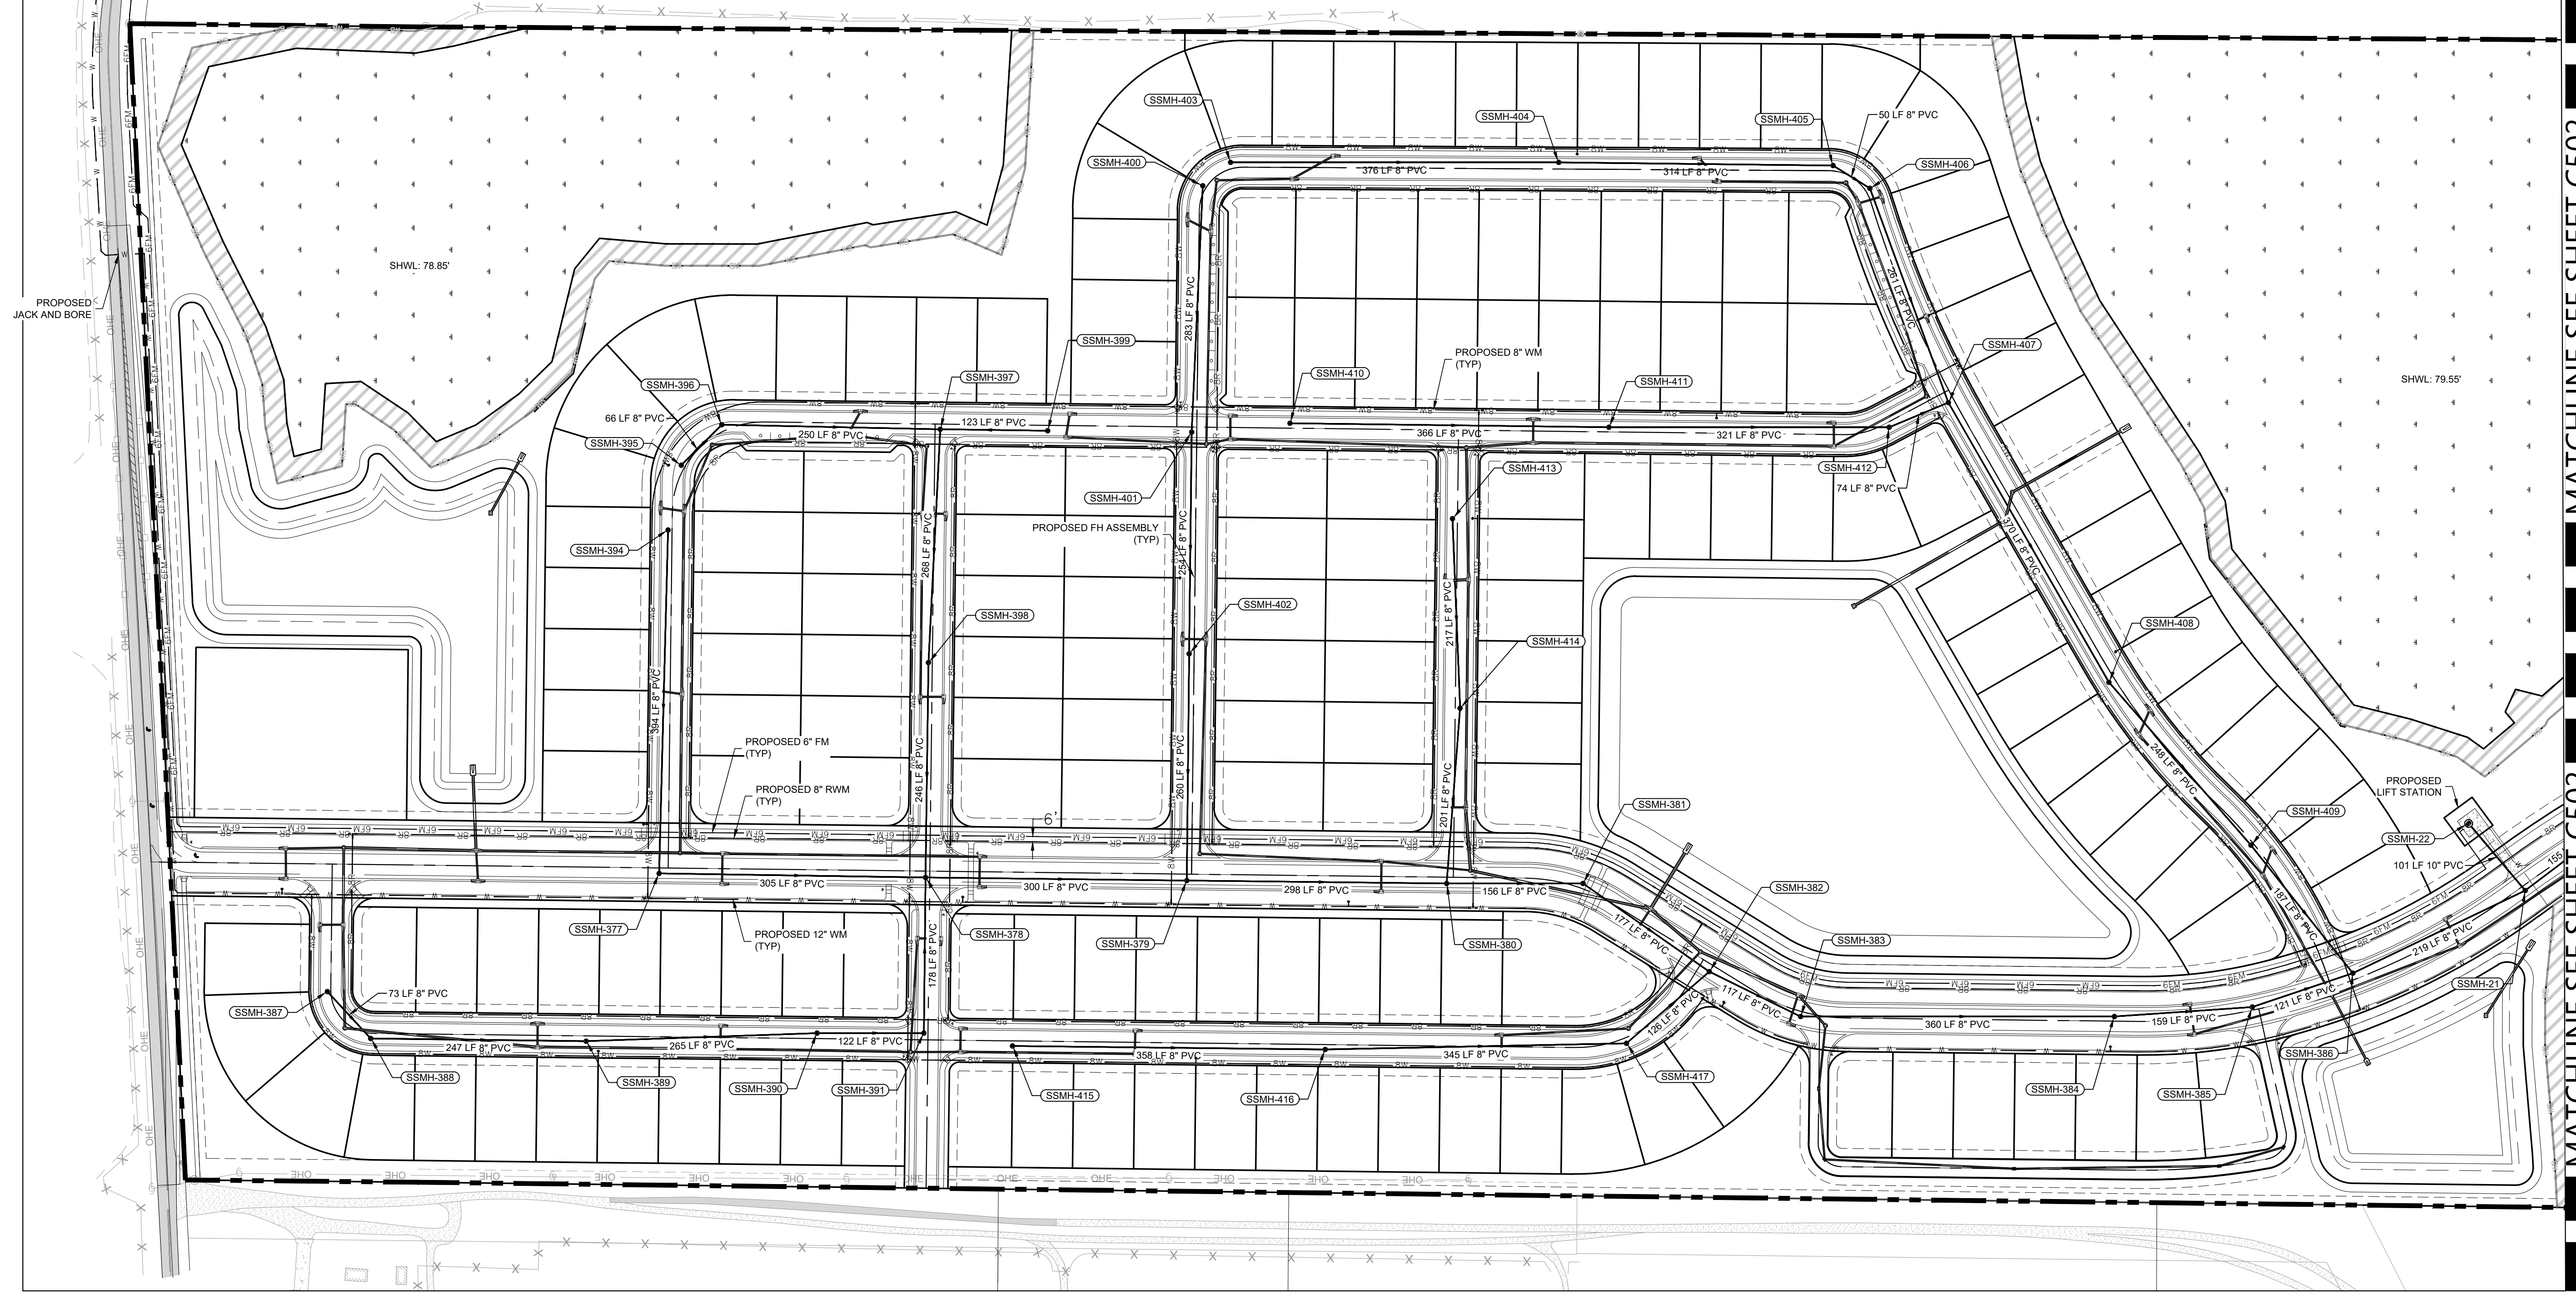 SSMH-403
SSMH-404
SSMH-405
50 LF 8" PVC
SSMH-400
SSMH-406
376 LF 8" PVC
314 LF 8" PVC
SHWL: 78.85'
261 LF 8" PVC
PROPOSED
JACK AND BORE
283 LF 8" PVC
SSMH-399
SSMH-407
PROPOSED 8" WM
(TYP)
SSMH-410
SSMH-411
SHWL: 79.55'
SSMH-396
SSMH-397
66 LF 8" PVC
123 LF 8" PVC
250 LF 8" PVC
366 LF 8" PVC
321 LF 8" PVC
SSMH-395
SSMH-413
SSMH-412
74 LF 8" PVC
SSMH-401
PROPOSED FH ASSEMBLY
(TYP)
SSMH-394
268 LF 8" PVC
254 LF 8" PVC
370 LF 8" PVC
SSMH-398
SSMH-402
217 LF 8" PVC
SSMH-414
SSMH-408
394 LF 8" PVC
PROPOSED 6" FM
(TYP)
246 LF 8" PVC
260 LF 8" PVC
248 LF 8" PVC
PROPOSED 8" RWM
(TYP)
201 LF 8" PVC
SSMH-381
PROPOSED
LIFT STATION
6'
SSMH-409
SSMH-22
101 LF 10" PVC
155
305 LF 8" PVC
300 LF 8" PVC
298 LF 8" PVC
156 LF 8" PVC
SSMH-382
187 LF 8" PVC
SSMH-377
PROPOSED 12" WM
(TYP)
SSMH-378
SSMH-379
SSMH-380
177 LF 8" PVC
SSMH-383
219 LF 8" PVC
178 LF 8" PVC
SSMH-21
73 LF 8" PVC
SSMH-387
117 LF 8" PVC
121 LF 8" PVC
126 LF 8" PVC
360 LF 8" PVC
159 LF 8" PVC
247 LF 8" PVC
265 LF 8" PVC
122 LF 8" PVC
358 LF 8" PVC
345 LF 8" PVC
SSMH-386
SSMH-388
SSMH-389
SSMH-390
SSMH-391
SSMH-415
SSMH-416
SSMH-417
SSMH-384
SSMH-385
MATCHLINE SEE SHEET C502
MATCHLINE SEE SHEET C502